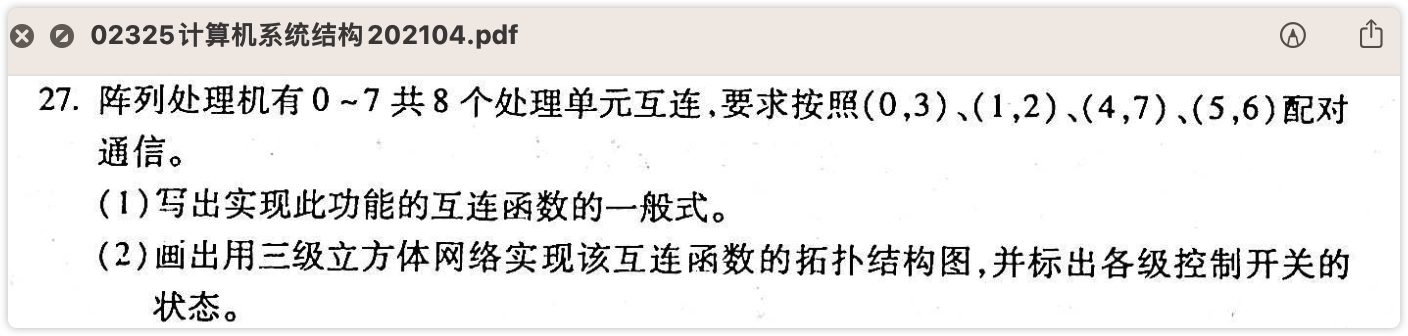 02325计算机系统结构202104.pdf
27. 阵列处理机有0~7共8个处理单元互连,要求按照(0,3)、(1,2)、(4,7)、(5,6)配对
通信。
(1)写出实现此功能的互连函数的一般式。
(2)画出用三级立方体网络实现该互连函数的拓扑结构图,并标出各级控制开关的
状态。